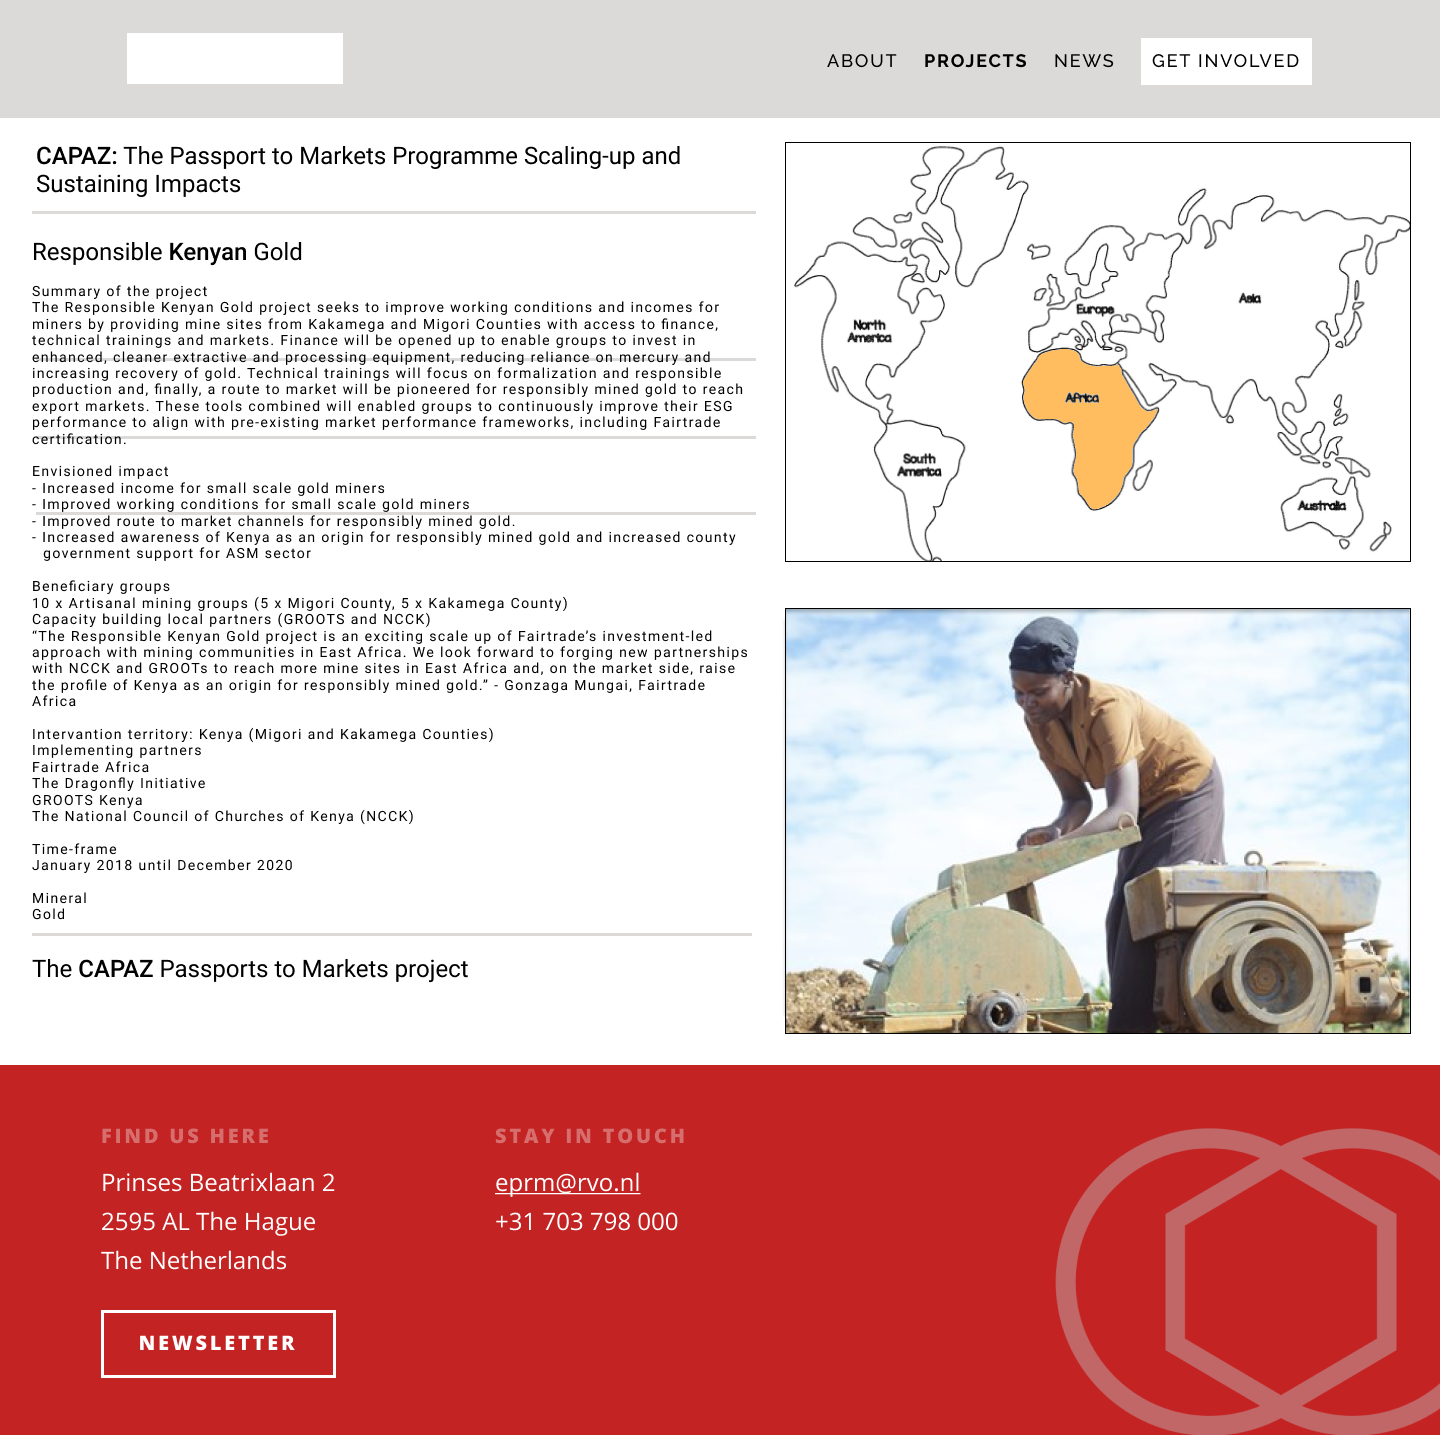 ABOUT PROJECTS NEWS GET INVOLVED
CAPAZ: The Passport to Markets Programme Scaling-up and
Sustaining Impacts
Responsible Kenyan Gold
Summary of the project
The Responsible Kenyan Gold project seeks to improve working conditions and incomes for
miners by providing mine sites from Kakamega and Migori Counties with access to finance,
technical trainings and markets. Finance will be opened up to enable groups to invest in
enhanced, cleaner extractive and processing equipment, reducing reliance on mercury and
increasing recovery of gold. Technical trainings will focus on formalization and responsible
production and, finally, a route to market will be pioneered for responsibly mined gold to reach
export markets. These tools combined will enabled groups to continuously improve their ESG
performance to align with pre-existing market performance frameworks, including Fairtrade
certification.
Envisioned impact
- Increased income for small scale gold miners
- Improved working conditions for small scale gold miners
- Improved route to market channels for responsibly mined gold.
- Increased awareness of Kenya as an origin for responsibly mined gold and increased county
government support for ASM sector
Beneficiary groups
10 x Artisanal mining groups (5 x Migori County, 5 x Kakamega County)
Capacity building local partners (GROOTS and NCCK)
“The Responsible Kenyan Gold project is an exciting scale up of Fairtrade’s investment-led
approach with mining communities in East Africa. We look forward to forging new partnerships
with NCCK and GROOTs to reach more mine sites in East Africa and, on the market side, raise
the profile of Kenya as an origin for responsibly mined gold.” - Gonzaga Mungai, Fairtrade
Africa
Intervantion territory: Kenya (Migori and Kakamega Counties)
Implementing partners
Fairtrade Africa
The Dragonfly Initiative
GROOTS Kenya
The National Council of Churches of Kenya (NCCK)
Time-frame
January 2018 until December 2020
Mineral
Gold
The CAPAZ Passports to Markets project
North
America
Europe
Asia
Africa
South
America
Australia
FIND US HERE
Prinses Beatrixlaan 2
2595 AL The Hague
The Netherlands
NEWSLETTER
STAY IN TOUCH
eprm@rvo.nl
+31 703 798 000